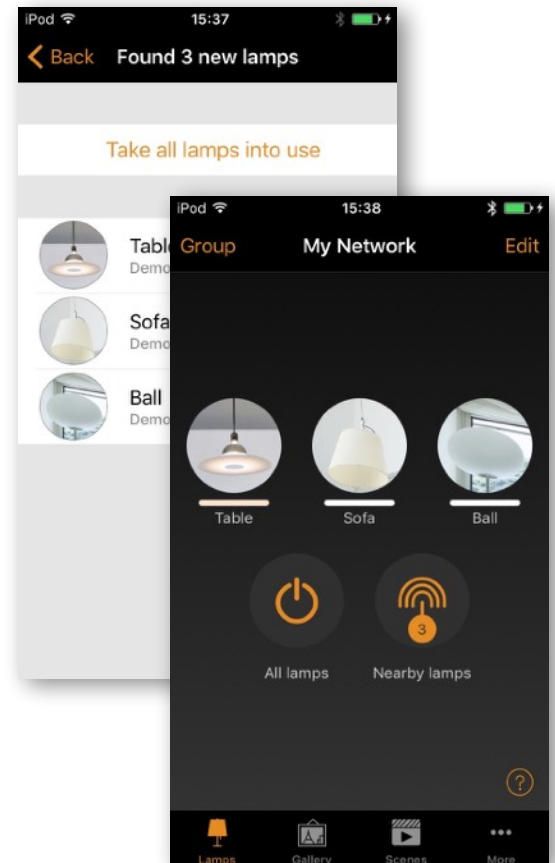 iPod 15:37
Back Found 3 new lamps
Take all lamps into use
Demo
Sofa
Demo
Ball
Demo
iPod 15:38
Group My Network Edit
Table Sofa Ball
3
All lamps Nearby lamps
?
Lamps Gallery Scenes More